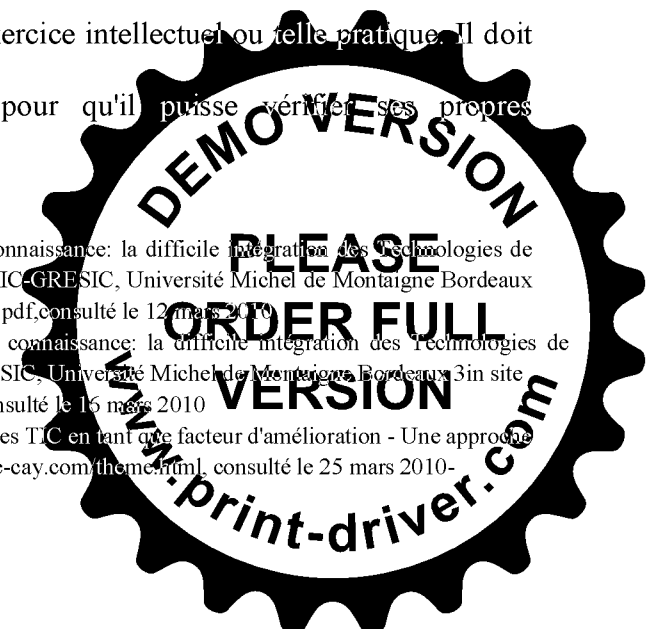 ercice intellectuel ou telle pratique. Il doit
pour qu'il puisse vérifier ses propres
onnaissance: la difficile intégration des Technologies de
IC-GRESIC, Université Michel de Montaigne Bordeaux
pdf,consulté le 12 mars 2010
connaissance: la difficile intégration des Technologies de
SIC, Université Michel de Montaigne Bordeaux 3in site
nsulté le 16 mars 2010
es TIC en tant que facteur d'amélioration - Une approche
e-cay.com/theme.html, consulté le 25 mars 2010-
DEMO VERSION
PLEASE
ORDER FULL
VERSION
www.print-driver.com